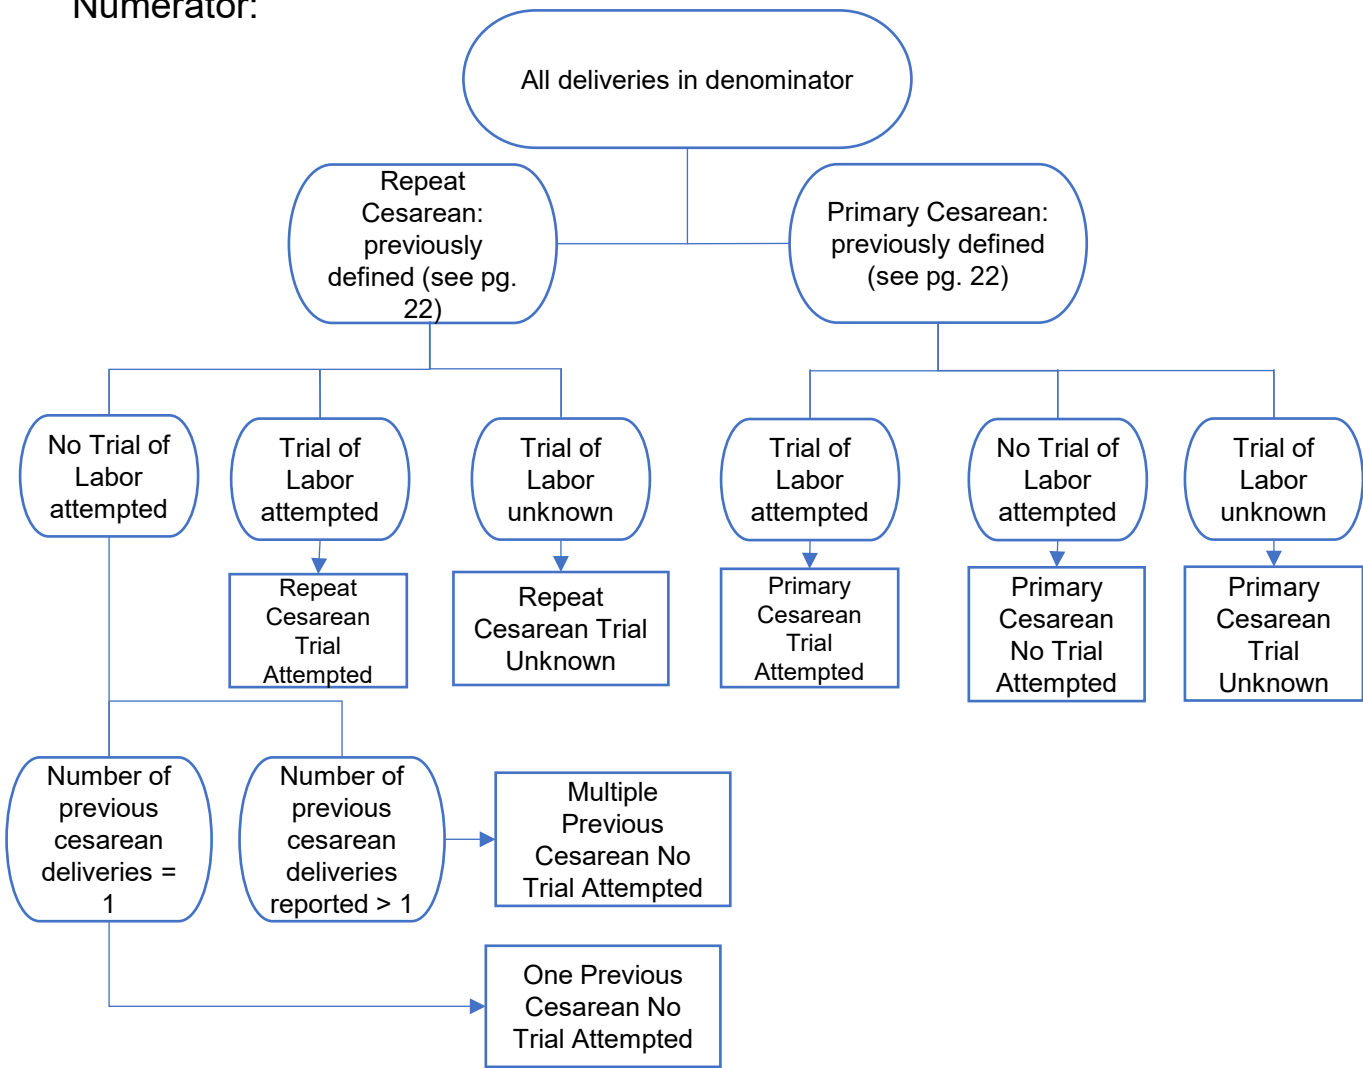 Numerator:
All deliveries in denominator
Repeat
Cesarean:
previously
defined (see pg.
22)
Primary Cesarean:
previously defined
(see pg. 22)
No Trial of
Labor
attempted
Trial of
Labor
attempted
Trial of
Labor
unknown
Trial of
Labor
attempted
No Trial of
Labor
attempted
Trial of
Labor
unknown
Repeat
Cesarean
Trial
Attempted
Repeat
Cesarean Trial
Unknown
Primary
Cesarean
Trial
Attempted
Primary
Cesarean
No Trial
Attempted
Primary
Cesarean
Trial
Unknown
Number of
previous
cesarean
deliveries =
1
Number of
previous
cesarean
deliveries
reported > 1
Multiple
Previous
Cesarean No
Trial Attempted
One Previous
Cesarean No
Trial Attempted